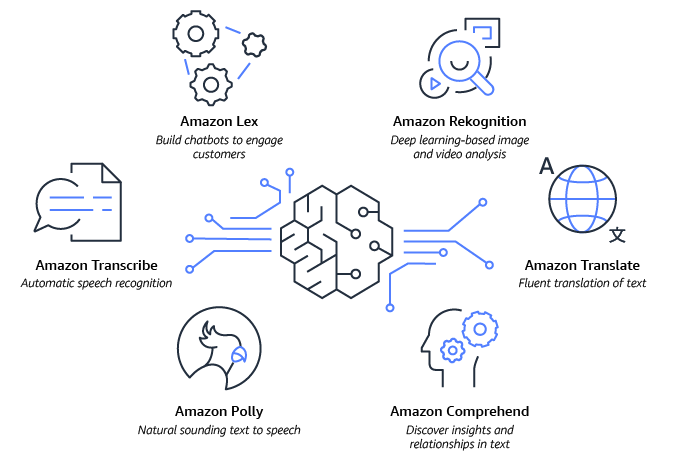 Amazon Lex
Build chatbots to engage
customers
Amazon Rekognition
Deep learning-based image
and video analysis
A
文
Amazon Transcribe
Automatic speech recognition
Amazon Translate
Fluent translation of text
Amazon Polly
Natural sounding text to speech
Amazon Comprehend
Discover insights and
relationships in text